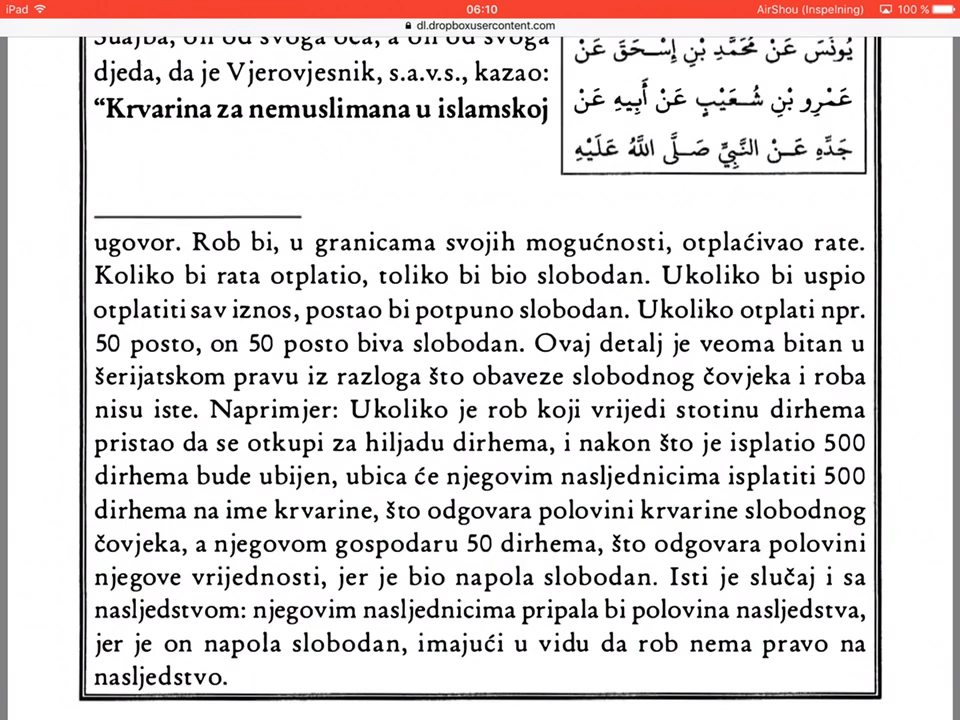 iPad
06:10
AirShou (Inspelning)
100 %
dl.dropboxusercontent.com
Šuajba, on od svoga oca, a on od svoga
djeda, da je Vjerovjesnik, s.a.v.s., kazao:
“Krvarina za nemuslimana u islamskoj
يُونُسَ عَنْ مُحَمَّدِ بْنِ إِسْحَقَ عَنْ
عَمْرِو بْنِ شُعَيْبٍ عَنْ أَبِيهِ عَنْ
جَدِّهِ عَنْ النَّبِيِّ صَلَّى اللَّهُ عَلَيْهِ
ugovor. Rob bi, u granicama svojih mogućnosti, otplaćivao rate.
Koliko bi rata otplatio, toliko bi bio slobodan. Ukoliko bi uspio
otplatiti sav iznos, postao bi potpuno slobodan. Ukoliko otplati npr.
50 posto, on 50 posto biva slobodan. Ovaj detalj je veoma bitan u
šerijatskom pravu iz razloga što obaveze slobodnog čovjeka i roba
nisu iste. Naprimjer: Ukoliko je rob koji vrijedi stotinu dirhema
pristao da se otkupi za hiljadu dirhema, i nakon što je isplatio 500
dirhema bude ubijen, ubica će njegovim nasljednicima isplatiti 500
dirhema na ime krvarine, što odgovara polovini krvarine slobodnog
čovjeka, a njegovom gospodaru 50 dirhema, što odgovara polovini
njegove vrijednosti, jer je bio napola slobodan. Isti je slučaj i sa
nasljedstvom: njegovim nasljednicima pripala bi polovina nasljedstva,
jer je on napola slobodan, imajući u vidu da rob nema pravo na
nasljedstvo.